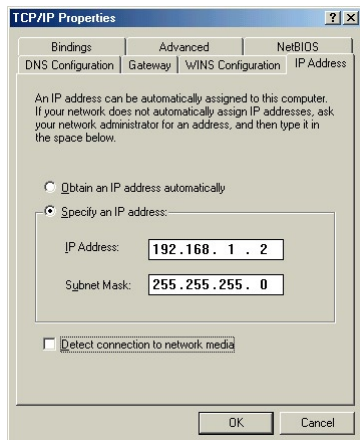 TCP/IP Properties
Bindings Advanced NetBIOS
DNS Configuration Gateway WINS Configuration IP Address
An IP address can be automatically assigned to this computer.
If your network does not automatically assign IP addresses, ask
your network administrator for an address, and then type it in
the space below.
Obtain an IP address automatically
Specify an IP address:
IP Address: 192.168. 1 . 2
Subnet Mask: 255.255.255. 0
Detect connection to network media
OK Cancel